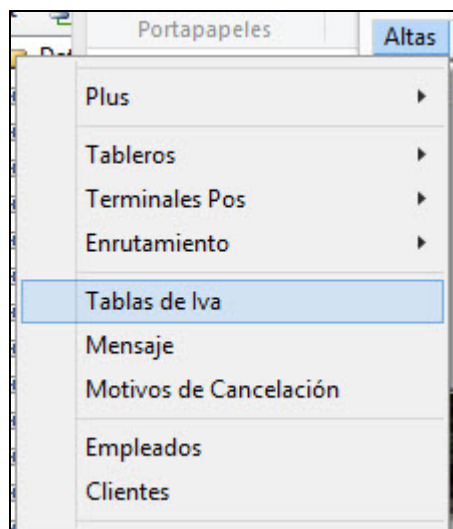 Portapapeles
Altas
Plus
Tableros
Terminales Pos
Enrutamiento
Tablas de Iva
Mensaje
Motivos de Cancelación
Empleados
Clientes